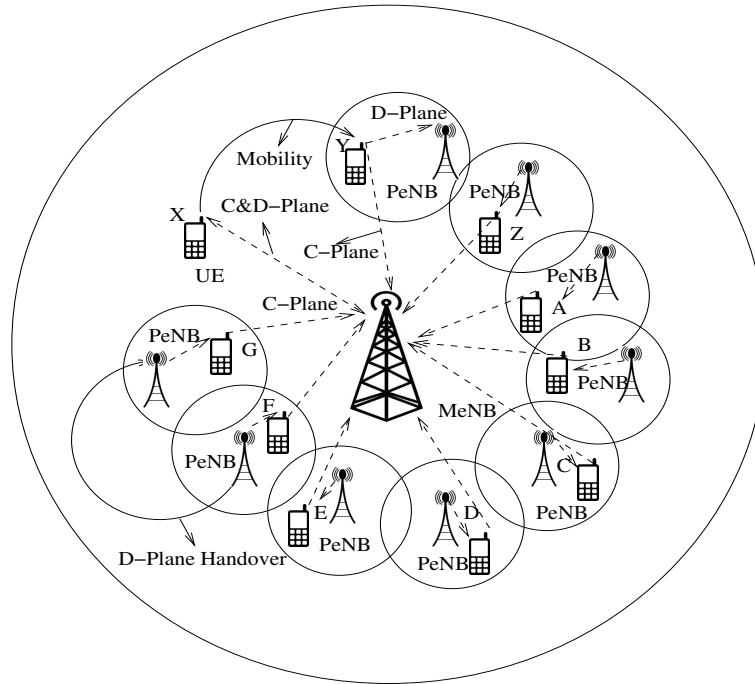 D-Plane
Y
Mobility
PeNB
PeNB
C&D-Plane
X
Z
C-Plane
UE
PeNB
C-Plane
A
PeNB
G
B
PeNB
F
MeNB
PeNB
C
E
D
PeNB
PeNB
PeNB
D-Plane Handover